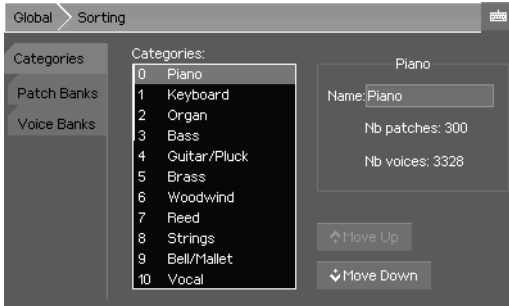 Global Sorting
Categories
Patch Banks
Voice Banks
Categories:
0 Piano
1 Keyboard
2 Organ
3 Bass
4 Guitar/Pluck
5 Brass
6 Woodwind
7 Reed
8 Strings
9 Bell/Mallet
10 Vocal
Piano
Name: Piano
Nb patches: 300
Nb voices: 3328
Move Up
Move Down